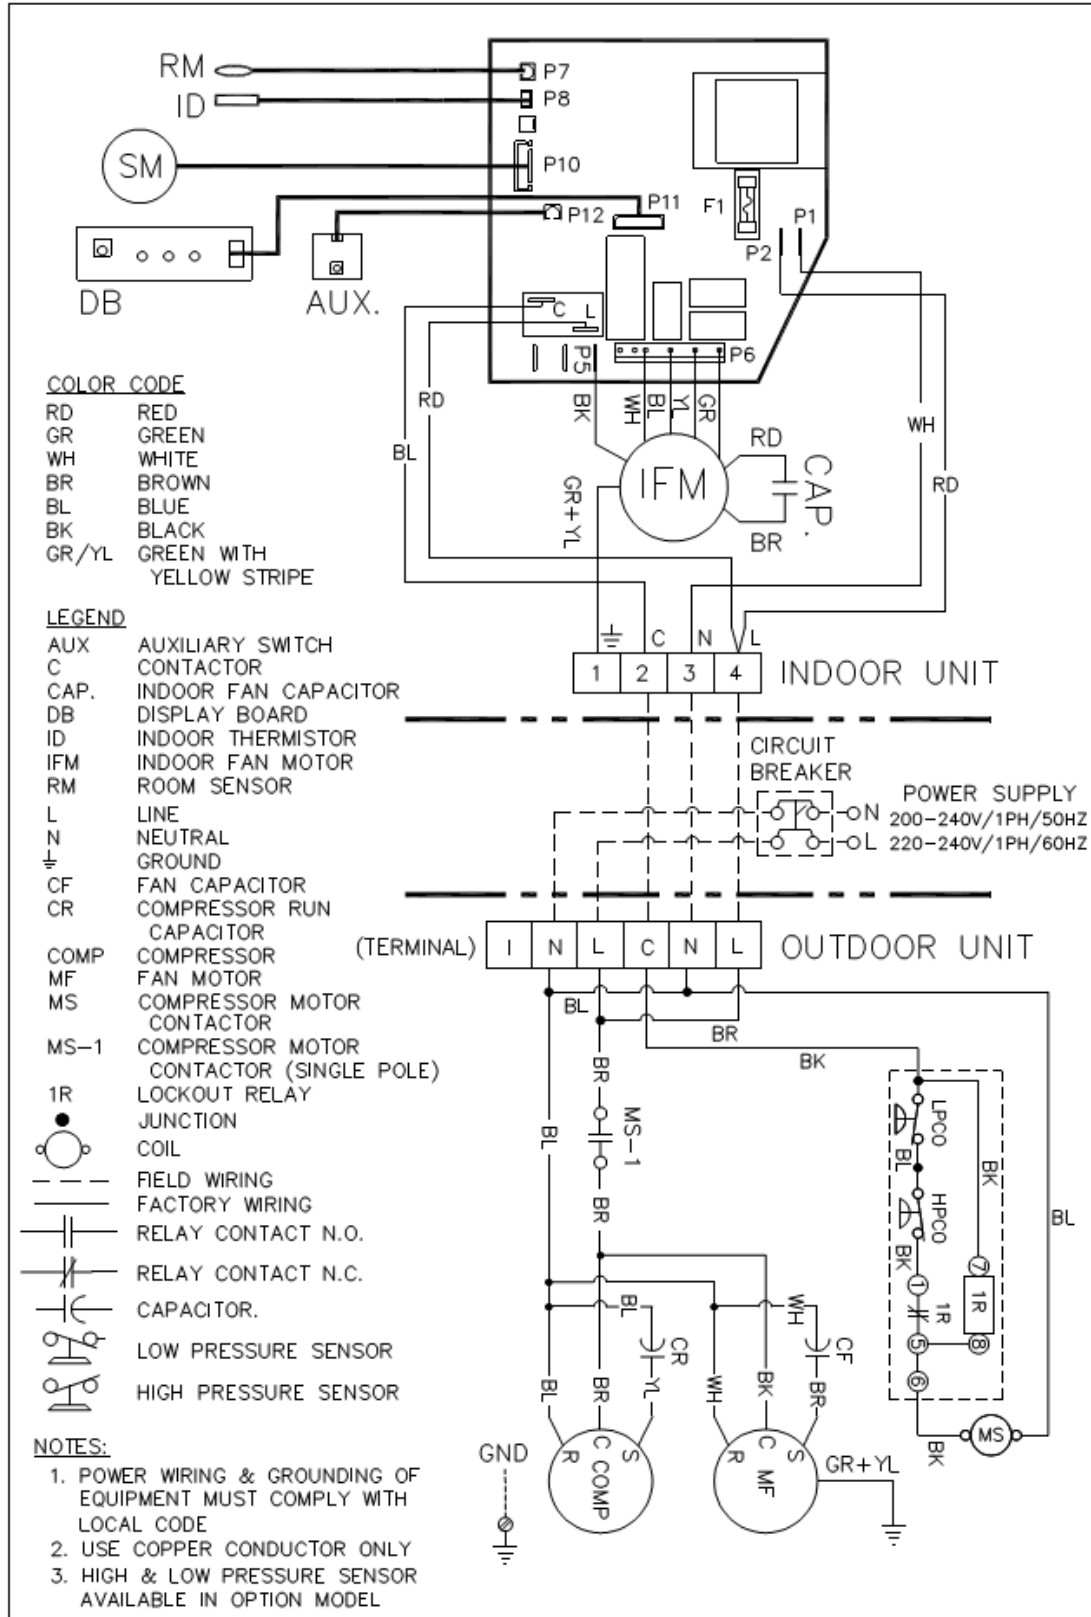 RM
P7
ID
P8
SM
P10
P12
P11
F1
P1
P2
DB
AUX.
C
L
P5
P6
COLOR CODE
RD RED
GR GREEN
WH WHITE
BR BROWN
BL BLUE
BK BLACK
GR/YL GREEN WITH
YELLOW STRIPE
BL
RD
BK
WH
BL
YL
GR
IFM
GR+YL
RD
BR
CAP.
WH
RD
LEGEND
AUX AUXILIARY SWITCH
C CONTACTOR
CAP. INDOOR FAN CAPACITOR
DB DISPLAY BOARD
ID INDOOR THERMISTOR
IFM INDOOR FAN MOTOR
RM ROOM SENSOR
L LINE
N NEUTRAL
GROUND
CF FAN CAPACITOR
CR COMPRESSOR RUN
CAPACITOR
COMP COMPRESSOR
MF FAN MOTOR
MS COMPRESSOR MOTOR
CONTACTOR
MS-1 COMPRESSOR MOTOR
CONTACTOR (SINGLE POLE)
1R LOCKOUT RELAY
JUNCTION
COIL
FIELD WIRING
FACTORY WIRING
RELAY CONTACT N.O.
RELAY CONTACT N.C.
CAPACITOR.
LOW PRESSURE SENSOR
HIGH PRESSURE SENSOR
NOTES:
1. POWER WIRING & GROUNDING OF
EQUIPMENT MUST COMPLY WITH
LOCAL CODE
2. USE COPPER CONDUCTOR ONLY
3. HIGH & LOW PRESSURE SENSOR
AVAILABLE IN OPTION MODEL
C N L
1 2 3 4 INDOOR UNIT
CIRCUIT
BREAKER
POWER SUPPLY
N 200-240V/1PH/50HZ
L 220-240V/1PH/60HZ
(TERMINAL) I N L C N L OUTDOOR UNIT
BL
BR
BK
BR
MS-1
BL
BR
LPCO
BL
BK
HPCO
BK
BL
7
1
1R
1R
5
8
6
BL
CR
WH
CF
BL
BR
YL
WH
BK
BR
BK
MS
GND
R C S
COMP
R C S
MF
GR+YL